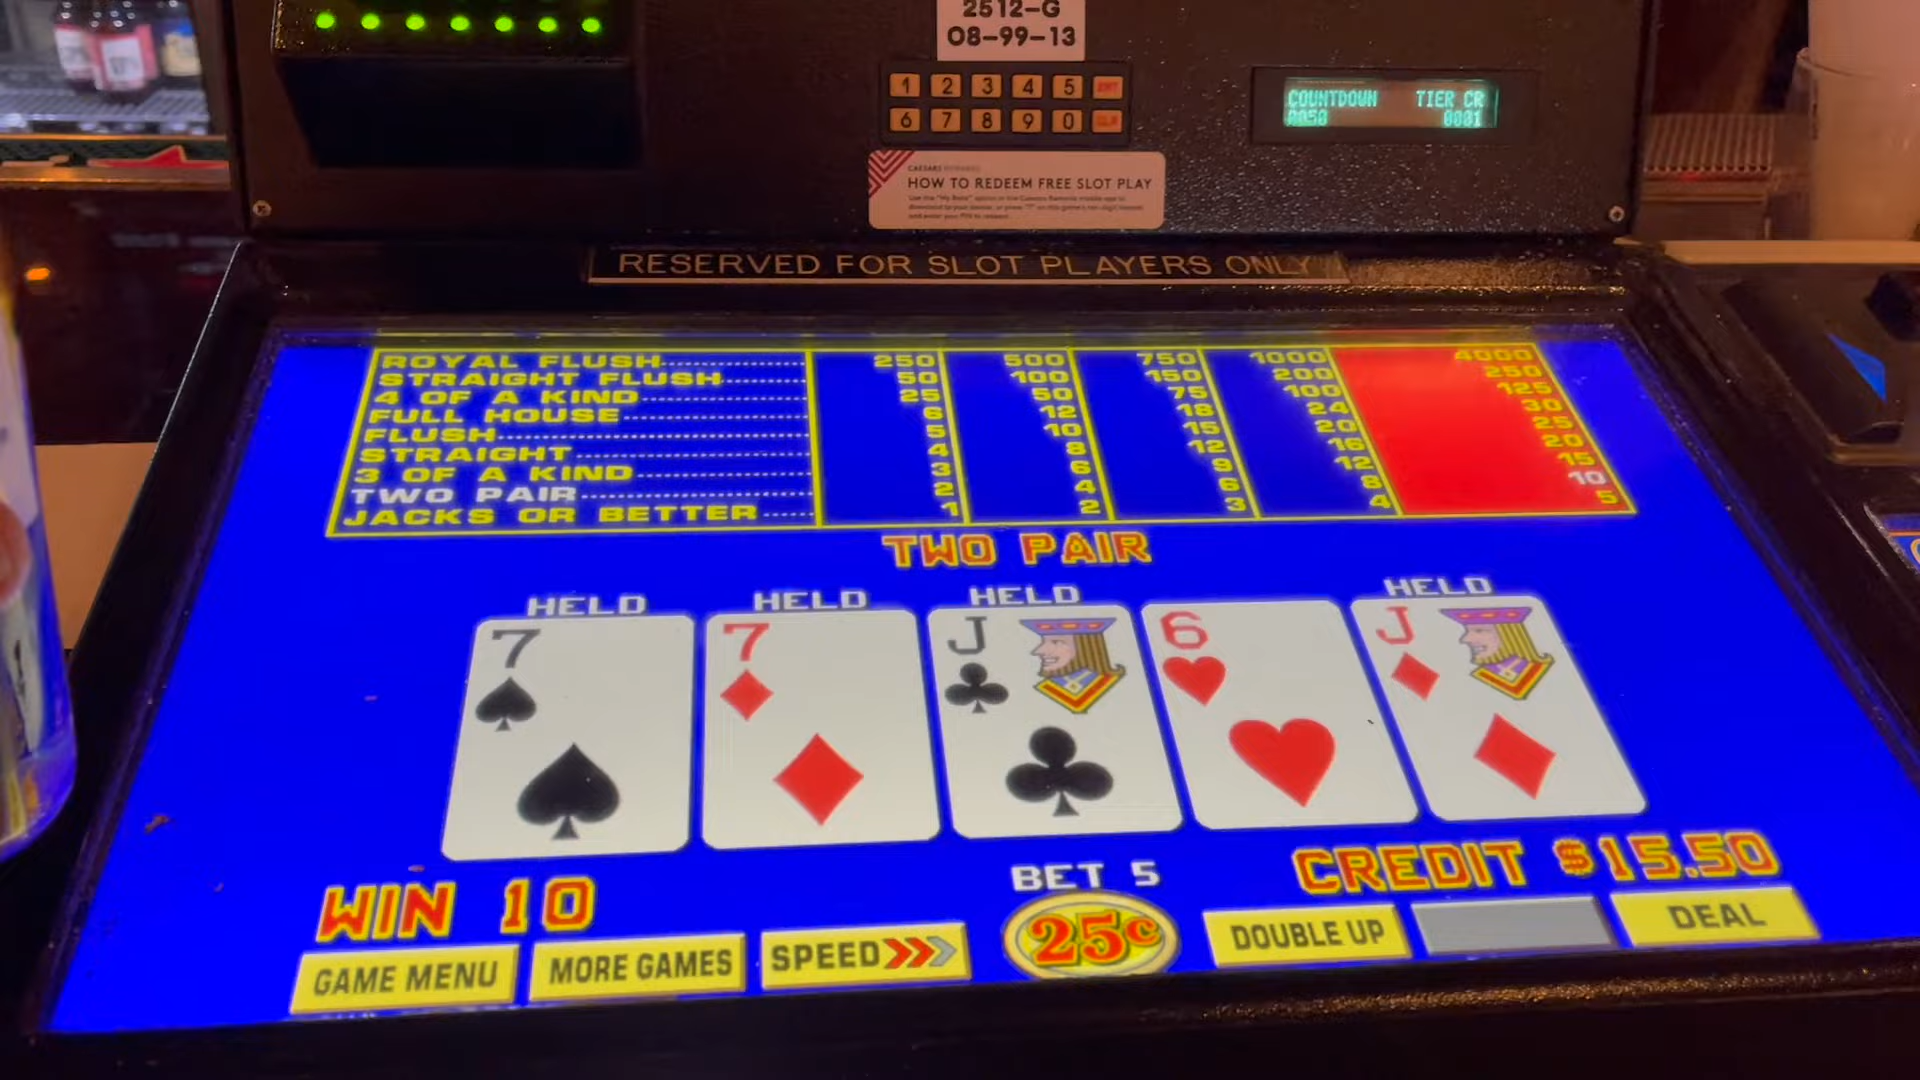 2512-G
08-99-13
1 2 3 4 5
6 7 8 9 0 CLR
COUNTDOWN TIER CR
0001
HOW TO REDEEM FREE SLOT PLAY
RESERVED FOR SLOT PLAYERS ONLY
ROYAL FLUSH 250 500 750 1000 4000
STRAIGHT FLUSH 50 100 150 200 250
4 OF A KIND 25 50 75 100 125
FULL HOUSE 6 12 18 24 30
FLUSH 5 10 15 20 25
STRAIGHT 4 8 12 16 20
3 OF A KIND 3 6 9 12 15
TWO PAIR 2 4 6 8 10
JACKS OR BETTER 1 2 3 4 5
TWO PAIR
HELD HELD HELD HELD
7 7 J 6 J
BET 5
CREDIT $15.50
WIN 10
GAME MENU MORE GAMES SPEED 25¢ DOUBLE UP DEAL